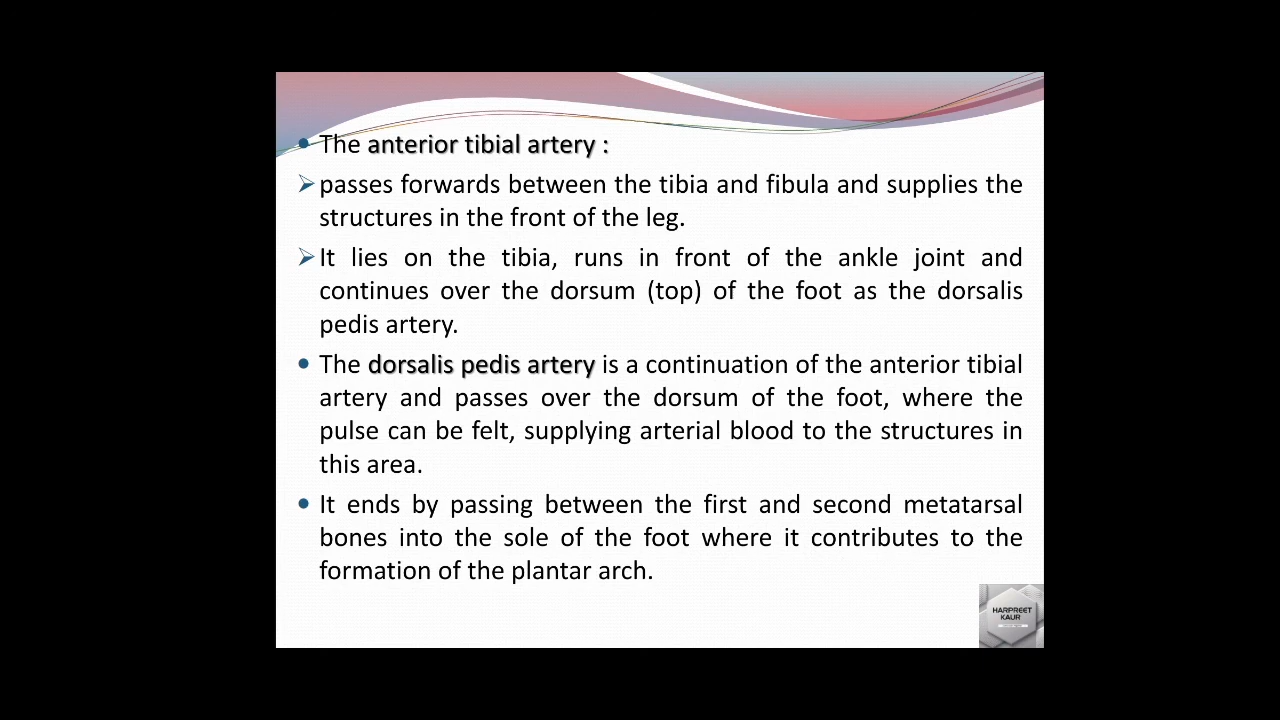 • The anterior tibial artery :
➢ passes forwards between the tibia and fibula and supplies the
structures in the front of the leg.
➢ It lies on the tibia, runs in front of the ankle joint and
continues over the dorsum (top) of the foot as the dorsalis
pedis artery.
• The dorsalis pedis artery is a continuation of the anterior tibial
artery and passes over the dorsum of the foot, where the
pulse can be felt, supplying arterial blood to the structures in
this area.
• It ends by passing between the first and second metatarsal
bones into the sole of the foot where it contributes to the
formation of the plantar arch.
HARPREET
KAUR